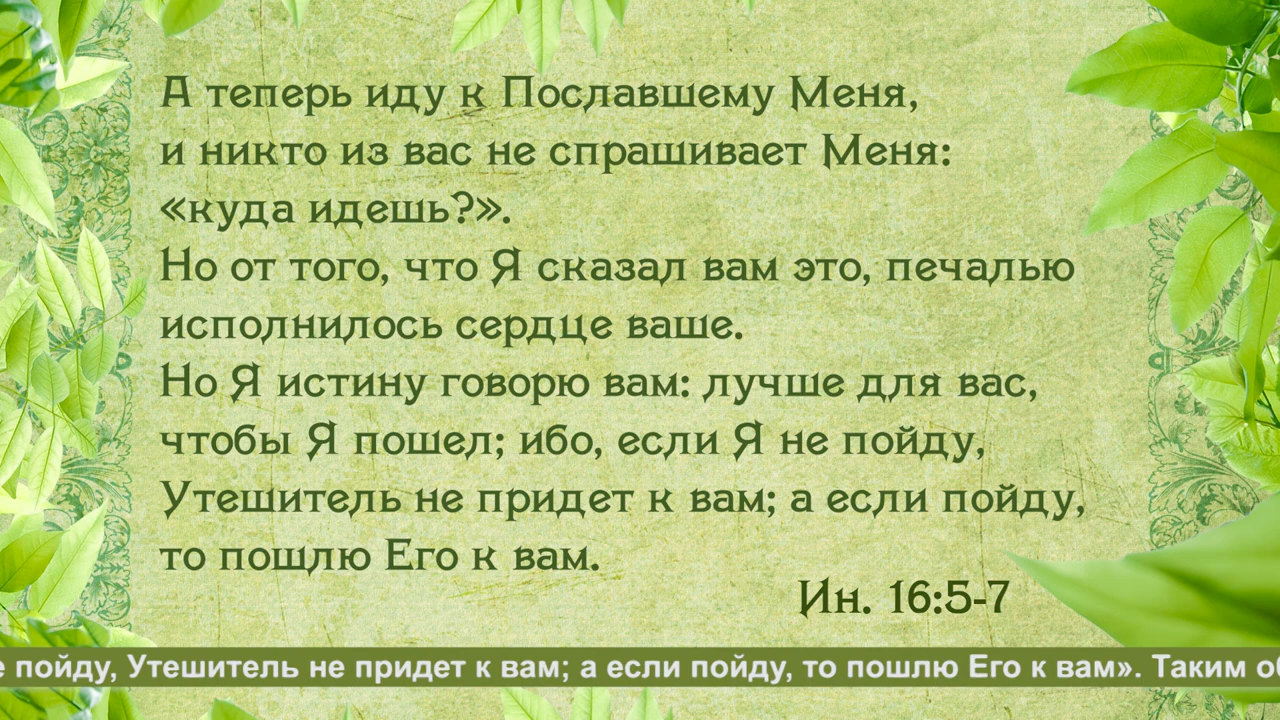 А теперь иду к Пославшему Меня,
и никто из вас не спрашивает Меня:
«куда идешь?».
Но от того, что Я сказал вам это, печалью
исполнилось сердце ваше.
Но Я истину говорю вам: лучше для вас,
чтобы Я пошел; ибо, если Я не пойду,
Утешитель не придет к вам; а если пойду,
то пошлю Его к вам.
Ин. 16:5-7
е пойду, Утешитель не придет к вам; а если пойду, то пошлю Его к вам». Таким об